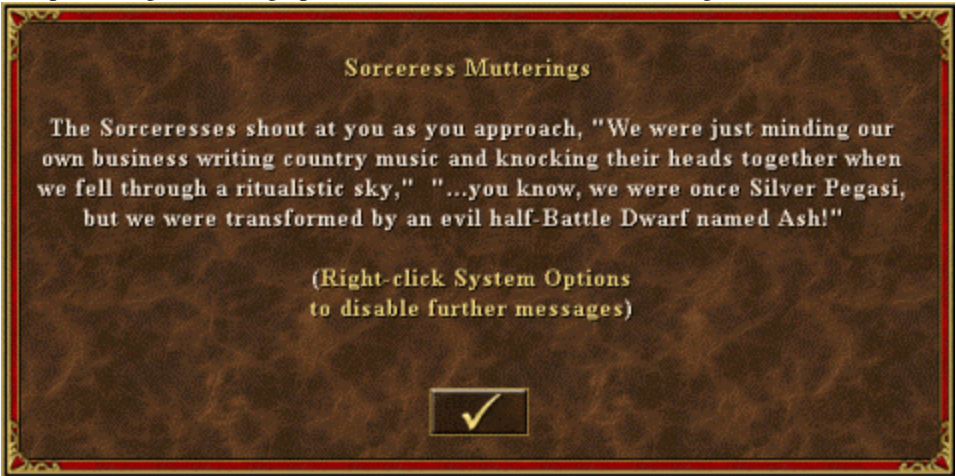 Sorceress Mutterings
The Sorceresses shout at you as you approach, "We were just minding our
own business writing country music and knocking their heads together when
we fell through a ritualistic sky,"  "...you know, we were once Silver Pegasi,
but we were transformed by an evil half-Battle Dwarf named Ash!"
(Right-click System Options
to disable further messages)